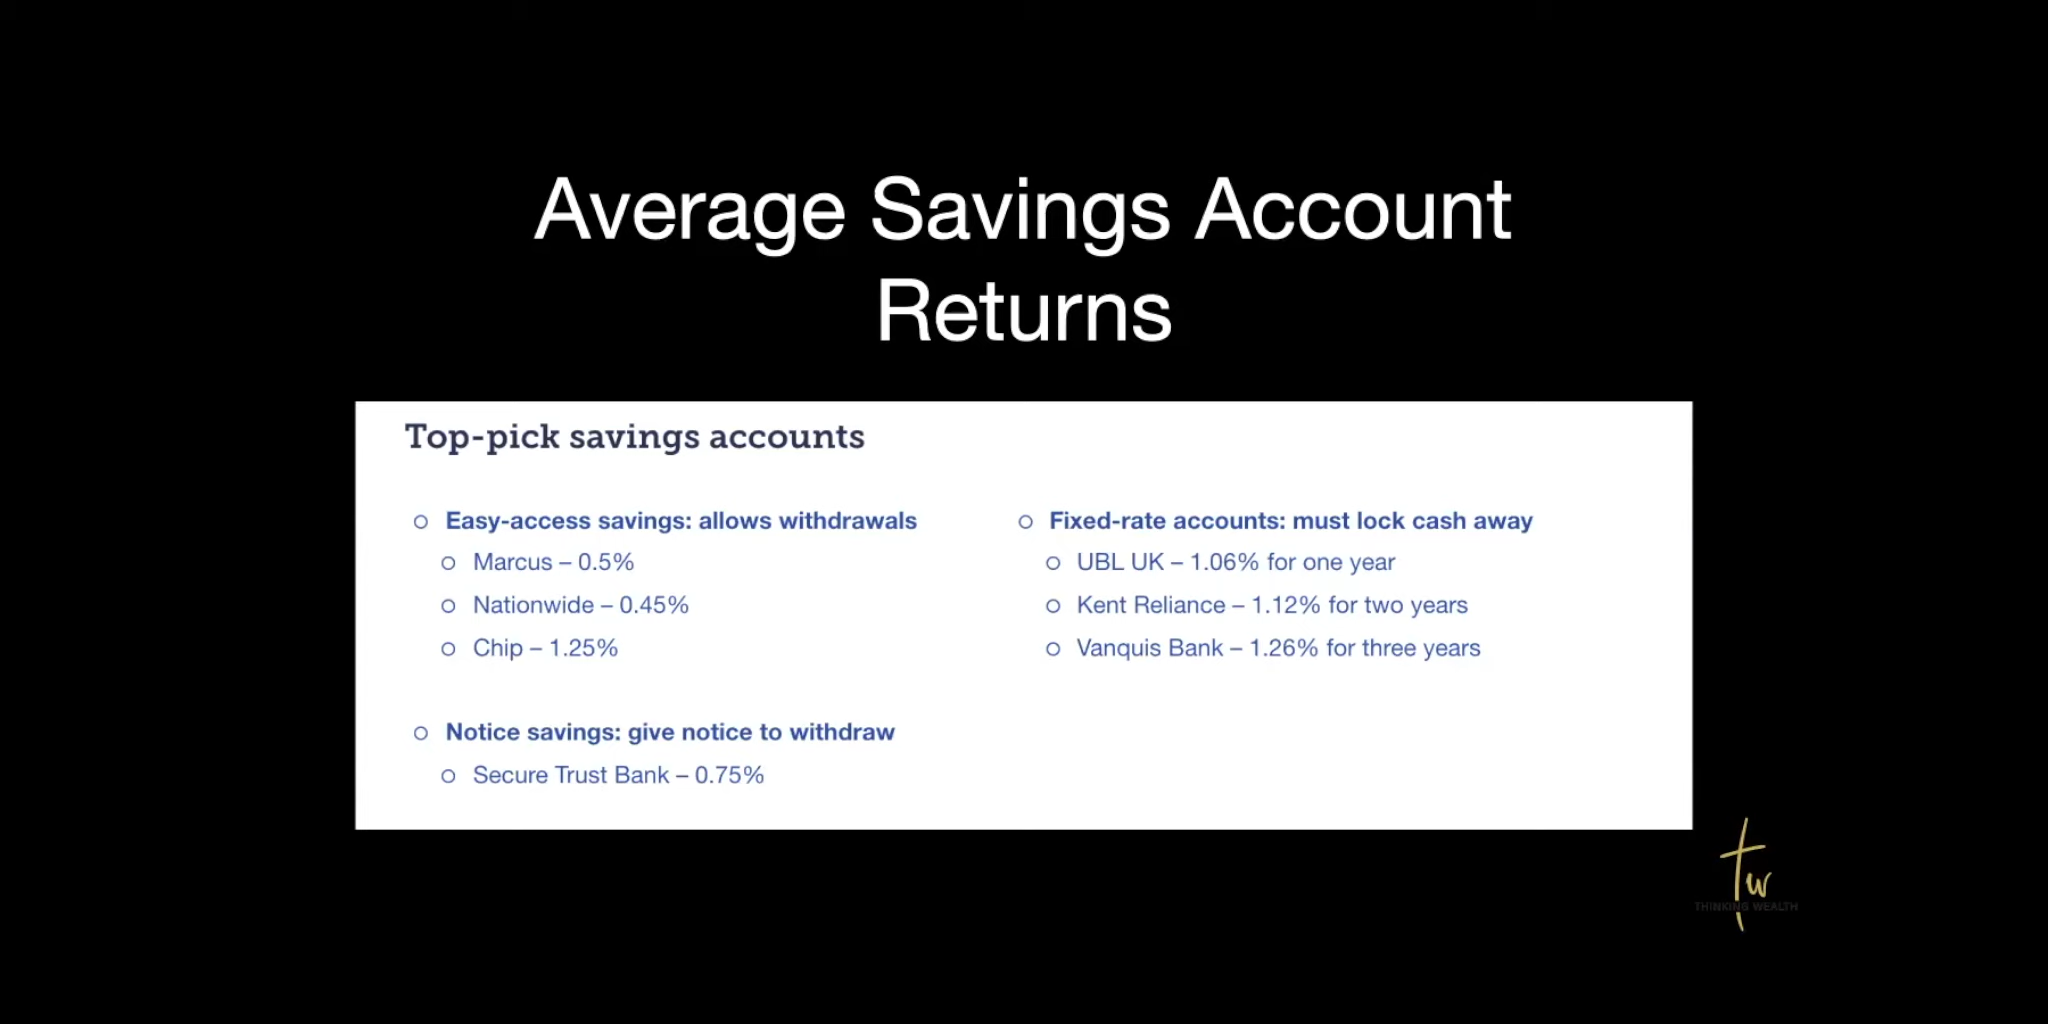 Average Savings Account
Returns
Top-pick savings accounts
Easy-access savings: allows withdrawals
Marcus – 0.5%
Nationwide – 0.45%
Chip – 1.25%
Notice savings: give notice to withdraw
Secure Trust Bank – 0.75%
Fixed-rate accounts: must lock cash away
UBL UK – 1.06% for one year
Kent Reliance – 1.12% for two years
Vanquis Bank – 1.26% for three years
tw
THINKING WEALTH